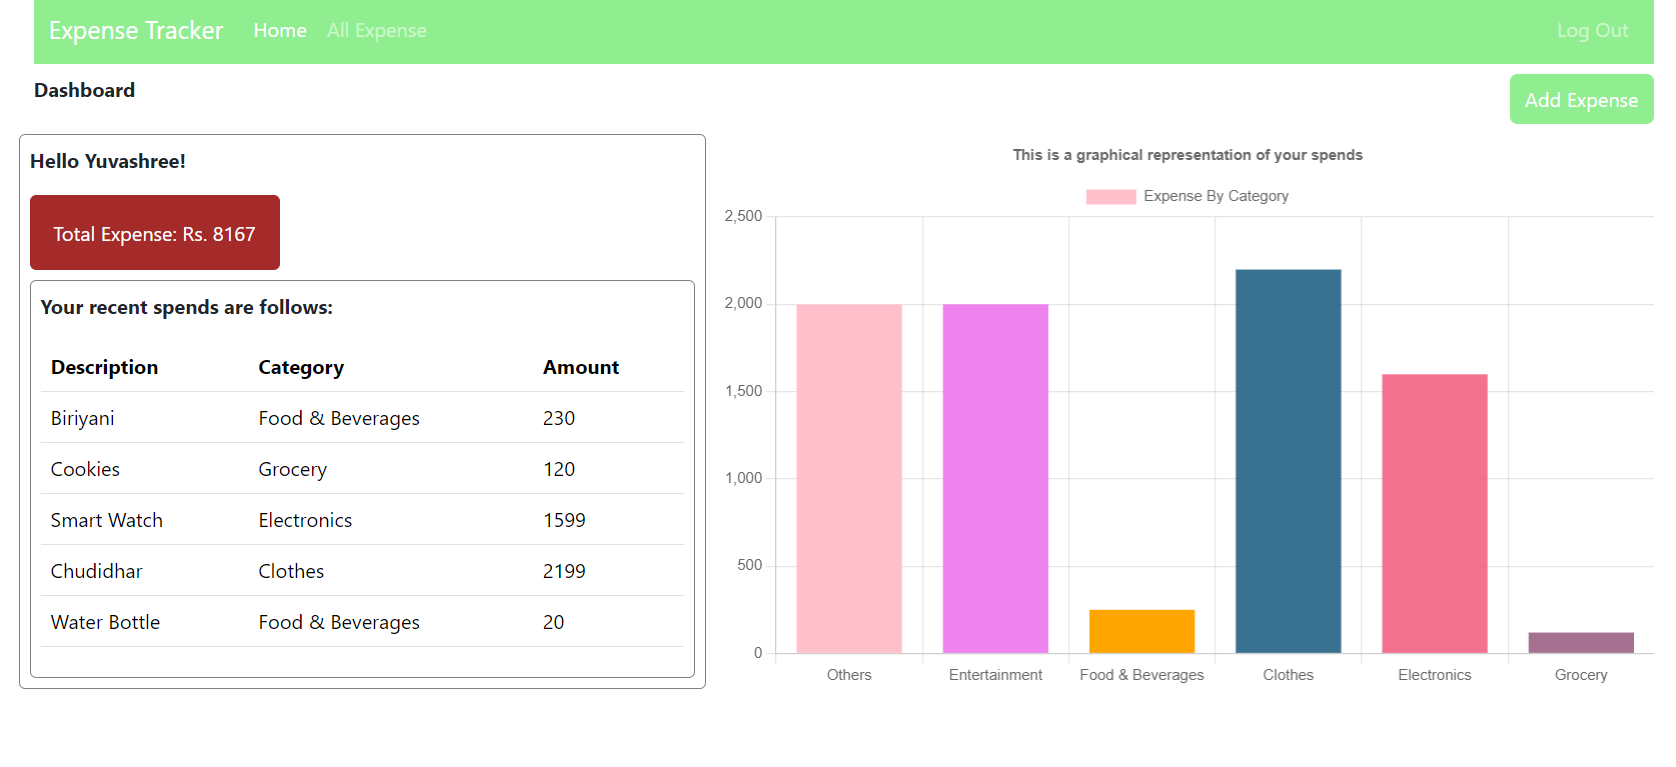 Expense Tracker Home All Expense Log Out
Dashboard
Add Expense
Hello Yuvashree!
Total Expense: Rs. 8167
Your recent spends are follows:
Description Category Amount
Biriyani Food & Beverages 230
Cookies Grocery 120
Smart Watch Electronics 1599
Chudidhar Clothes 2199
Water Bottle Food & Beverages 20
This is a graphical representation of your spends
Expense By Category
2,500
2,000
1,500
1,000
500
0
Others Entertainment Food & Beverages Clothes Electronics Grocery